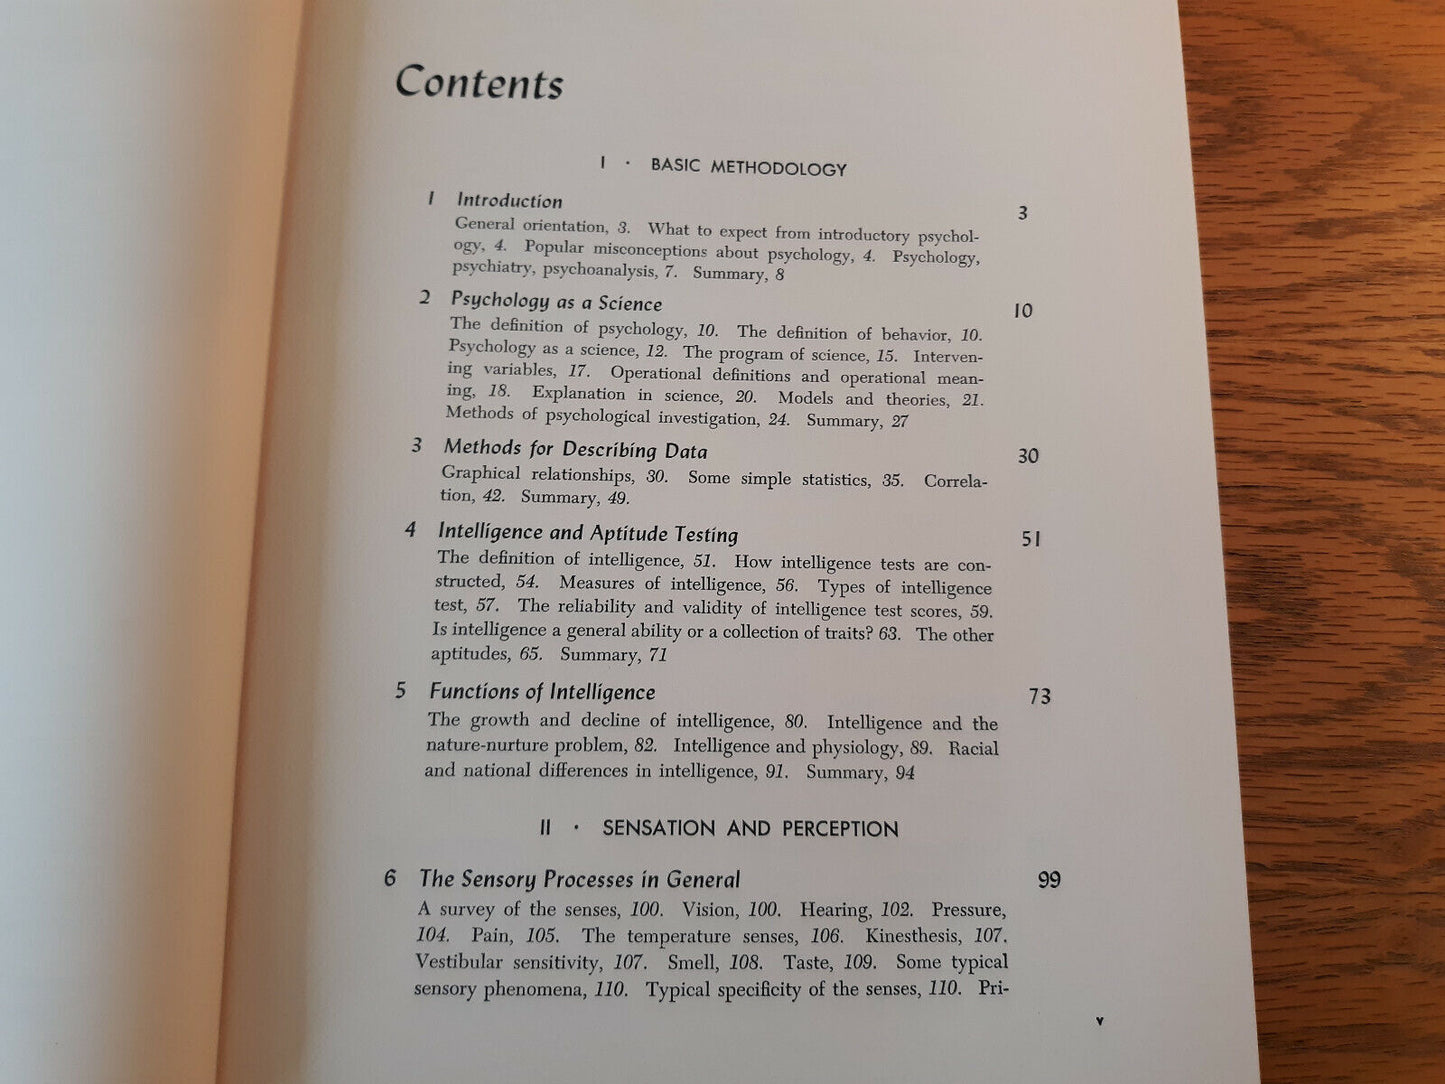 Contents
I · BASIC METHODOLOGY
1 Introduction 3
General orientation, 3. What to expect from introductory psychol-
ogy, 4. Popular misconceptions about psychology, 4. Psychology,
psychiatry, psychoanalysis, 7. Summary, 8
2 Psychology as a Science 10
The definition of psychology, 10. The definition of behavior, 10.
Psychology as a science, 12. The program of science, 15. Interven-
ing variables, 17. Operational definitions and operational mean-
ing, 18. Explanation in science, 20. Models and theories, 21.
Methods of psychological investigation, 24. Summary, 27
3 Methods for Describing Data 30
Graphical relationships, 30. Some simple statistics, 35. Correla-
tion, 42. Summary, 49.
4 Intelligence and Aptitude Testing 51
The definition of intelligence, 51. How intelligence tests are con-
structed, 54. Measures of intelligence, 56. Types of intelligence
test, 57. The reliability and validity of intelligence test scores, 59.
Is intelligence a general ability or a collection of traits? 63. The other
aptitudes, 65. Summary, 71
5 Functions of Intelligence 73
The growth and decline of intelligence, 80. Intelligence and the
nature-nurture problem, 82. Intelligence and physiology, 89. Racial
and national differences in intelligence, 91. Summary, 94
II · SENSATION AND PERCEPTION
6 The Sensory Processes in General 99
A survey of the senses, 100. Vision, 100. Hearing, 102. Pressure,
104. Pain, 105. The temperature senses, 106. Kinesthesis, 107.
Vestibular sensitivity, 107. Smell, 108. Taste, 109. Some typical
sensory phenomena, 110. Typical specificity of the senses, 110. Pri-
v